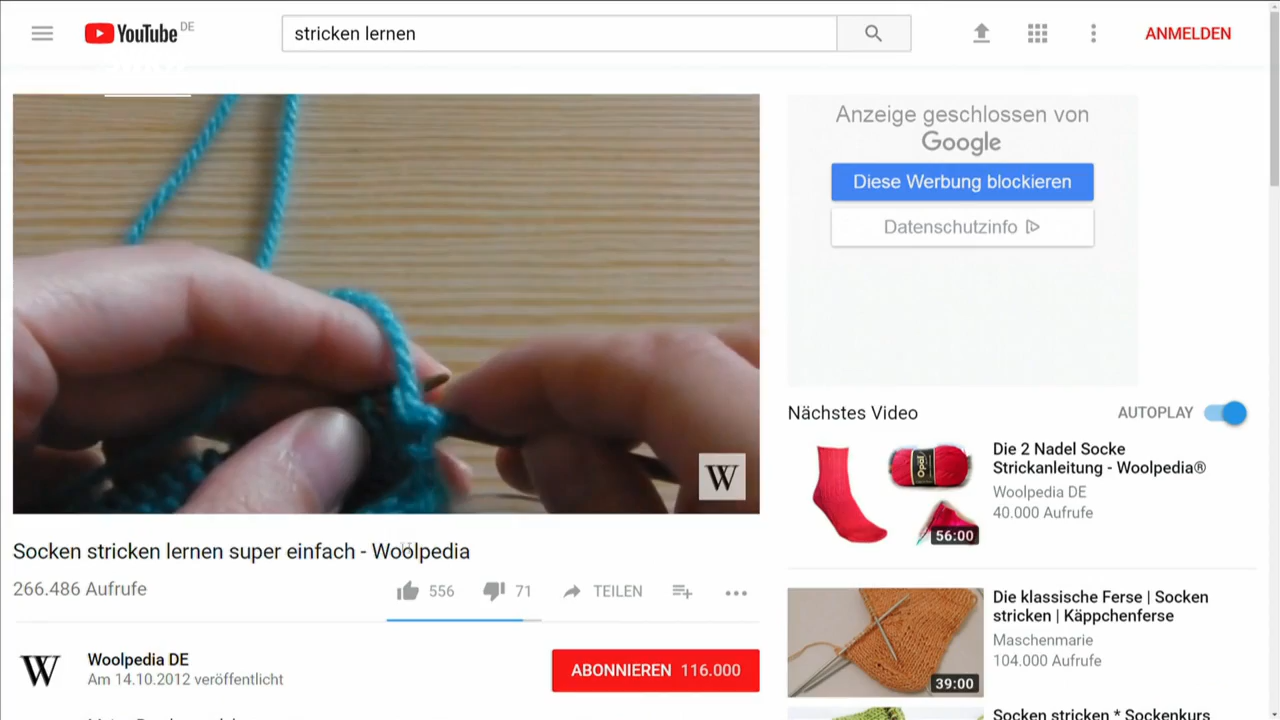 YouTube DE
stricken lernen
ANMELDEN
Anzeige geschlossen von
Google
Diese Werbung blockieren
Datenschutzinfo
W
Socken stricken lernen super einfach - Woolpedia
266.486 Aufrufe
556
71
TEILEN
W
Woolpedia DE
Am 14.10.2012 veröffentlicht
ABONNIEREN 116.000
Nächstes Video
AUTOPLAY
Opal
56:00
Die 2 Nadel Socke
Strickanleitung - Woolpedia®
Woolpedia DE
40.000 Aufrufe
39:00
Die klassische Ferse | Socken
stricken | Käppchenferse
Maschenmarie
104.000 Aufrufe
Socken stricken * Sockenkurs